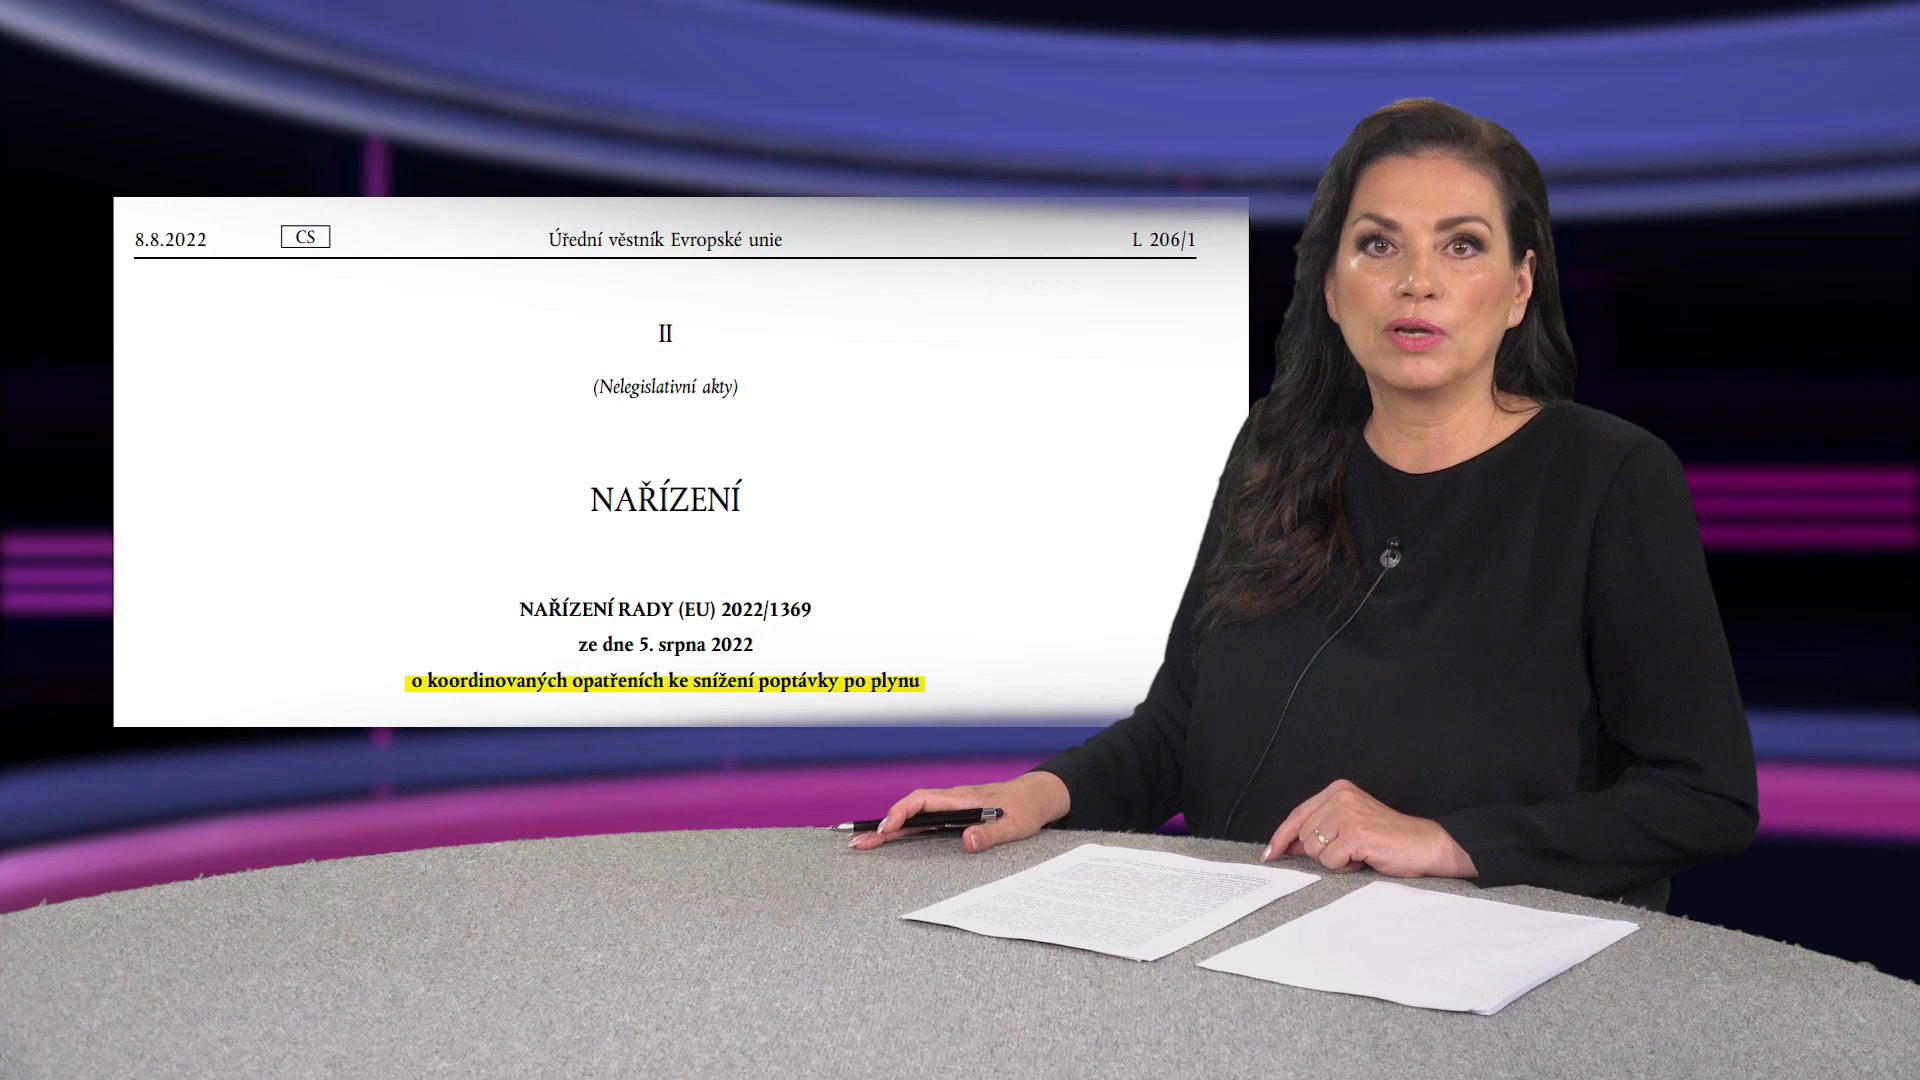 8.8.2022 CS Úřední věstník Evropské unie L 206/1
II
(Nelegislativní akty)
NAŘÍZENÍ
NAŘÍZENÍ RADY (EU) 2022/1369
ze dne 5. srpna 2022
o koordinovaných opatřeních ke snížení poptávky po plynu